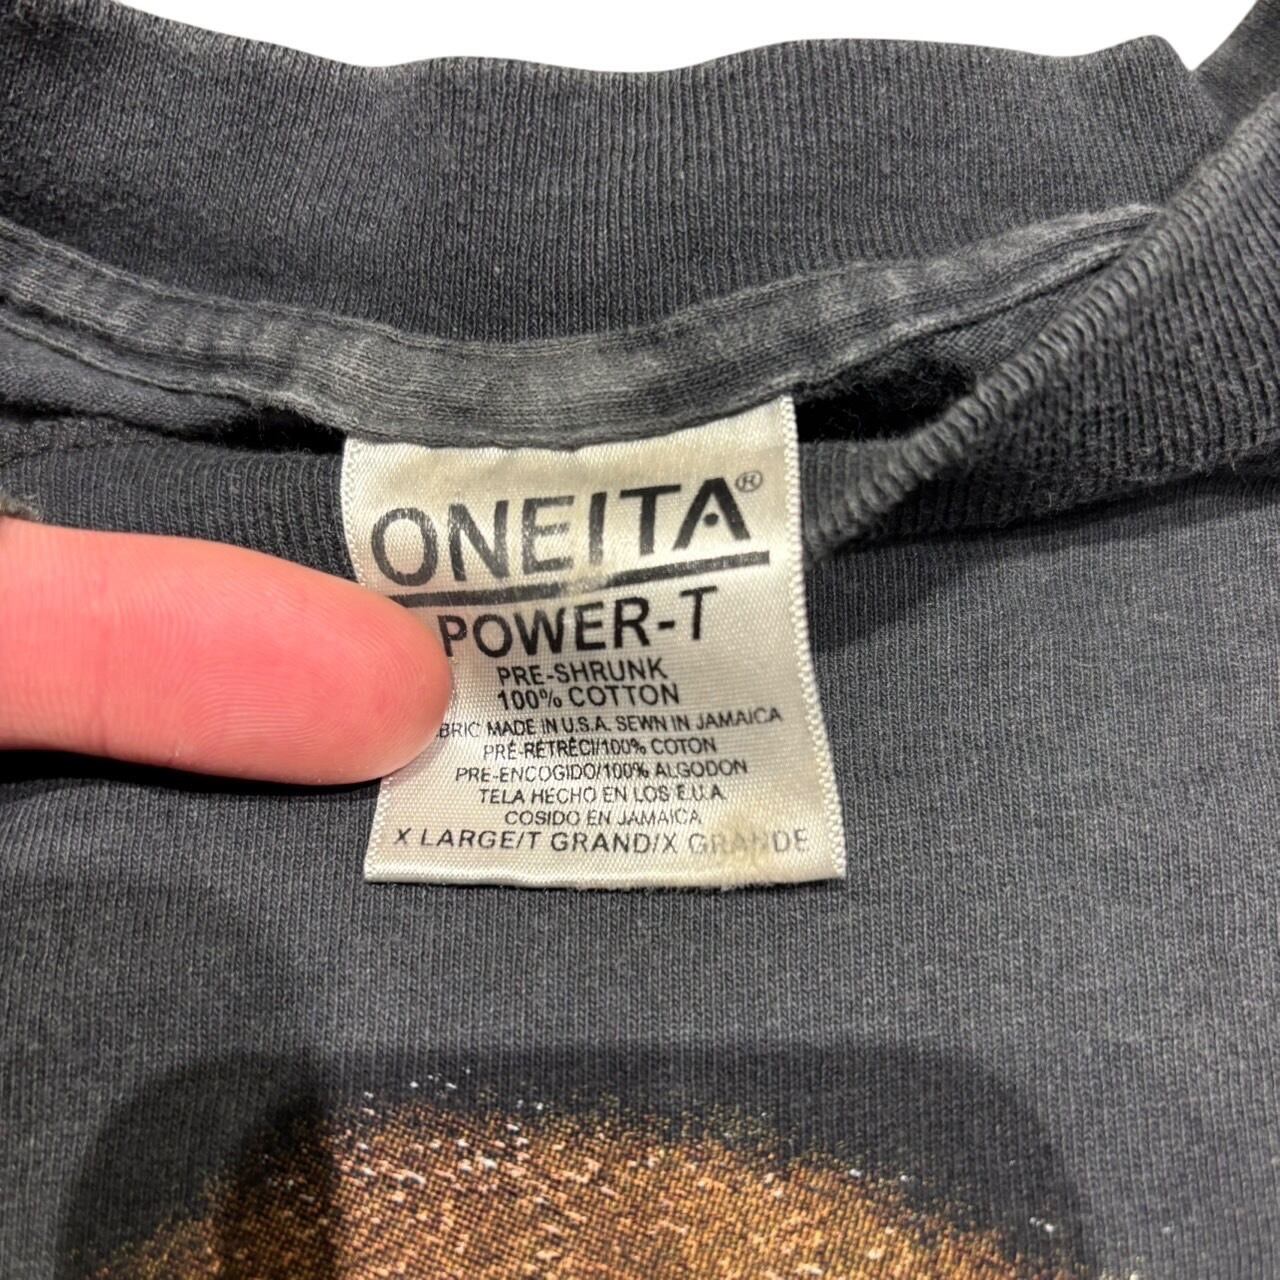 ONEITA®
POWER-T
PRE-SHRUNK
100% COTTON
BRIC MADE IN U.S.A. SEWN IN JAMAICA
PRÉ-RETRÉCI/100% COTON
PRE-ENCOGIDO/100% ALGODON
TELA HECHO EN LOS E.U.A.
COSIDO EN JAMAICA
X LARGE/T GRAND/X GRANDE